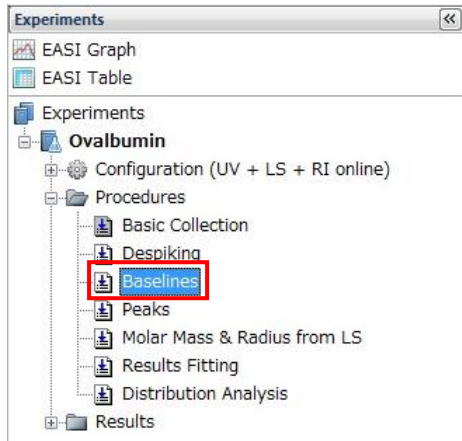 Experiments
EASI Graph
EASI Table
Experiments
Ovalbumin
Configuration (UV + LS + RI online)
Procedures
Basic Collection
Despiking
Baselines
Peaks
Molar Mass & Radius from LS
Results Fitting
Distribution Analysis
Results